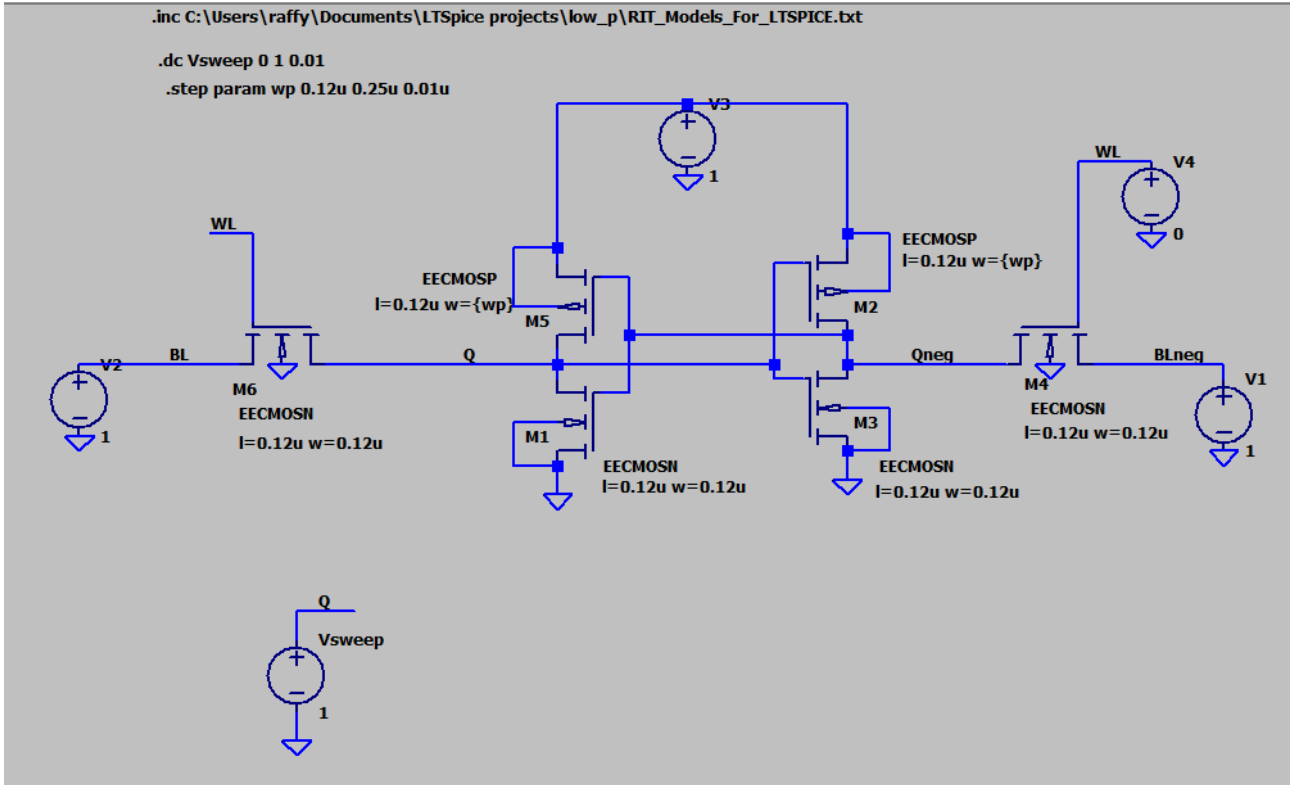 .inc C:\Users\raffy\Documents\LTSpice projects\low_p\RIT_Models_For_LTSPICE.txt
.dc Vsweep 0 1 0.01
.step param wp 0.12u 0.25u 0.01u
V3
1
WL
V4
0
WL
EECMOSP
l=0.12u w={wp}
M5
EECMOSP
l=0.12u w={wp}
M2
V2
1
BL
M6
EECMOSN
l=0.12u w=0.12u
Q
M1
EECMOSN
l=0.12u w=0.12u
M3
EECMOSN
l=0.12u w=0.12u
Qneg
M4
EECMOSN
l=0.12u w=0.12u
BLneg
V1
1
Q
Vsweep
1